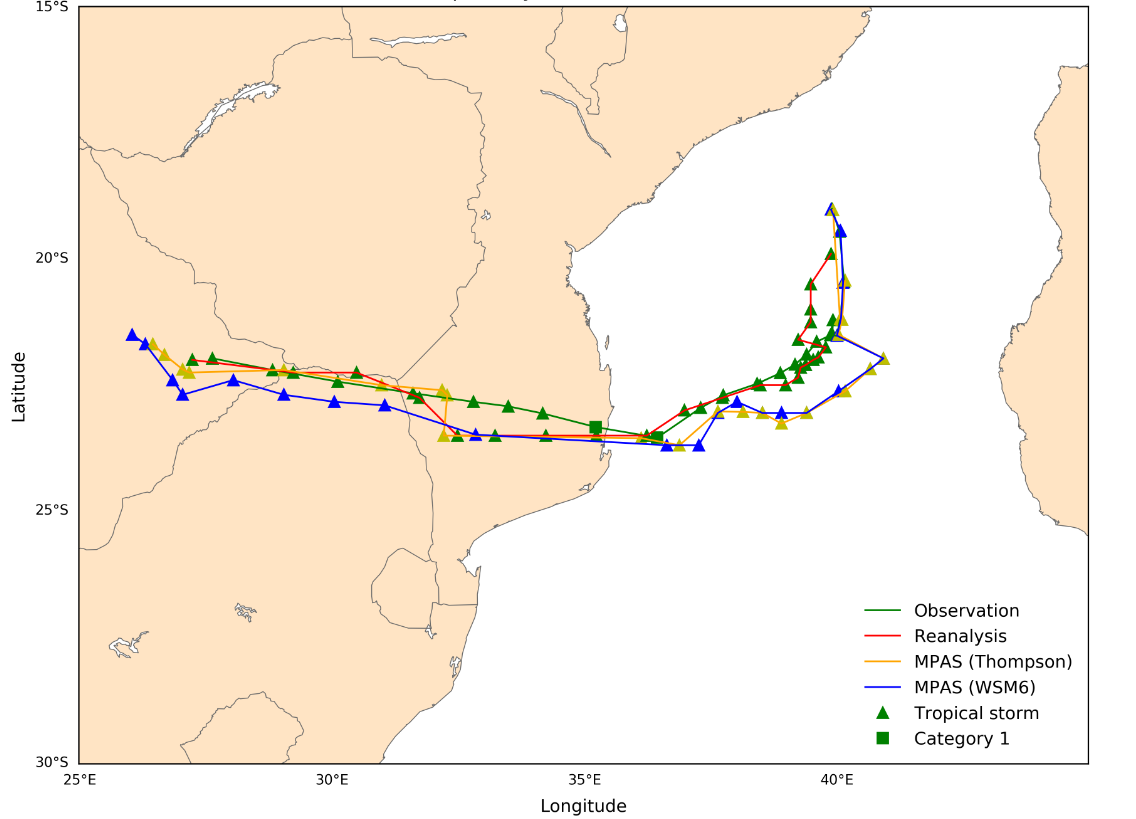 15°S
20°S
25°S
30°S
Latitude
25°E
30°E
35°E
40°E
Longitude
Observation
Reanalysis
MPAS (Thompson)
MPAS (WSM6)
Tropical storm
Category 1